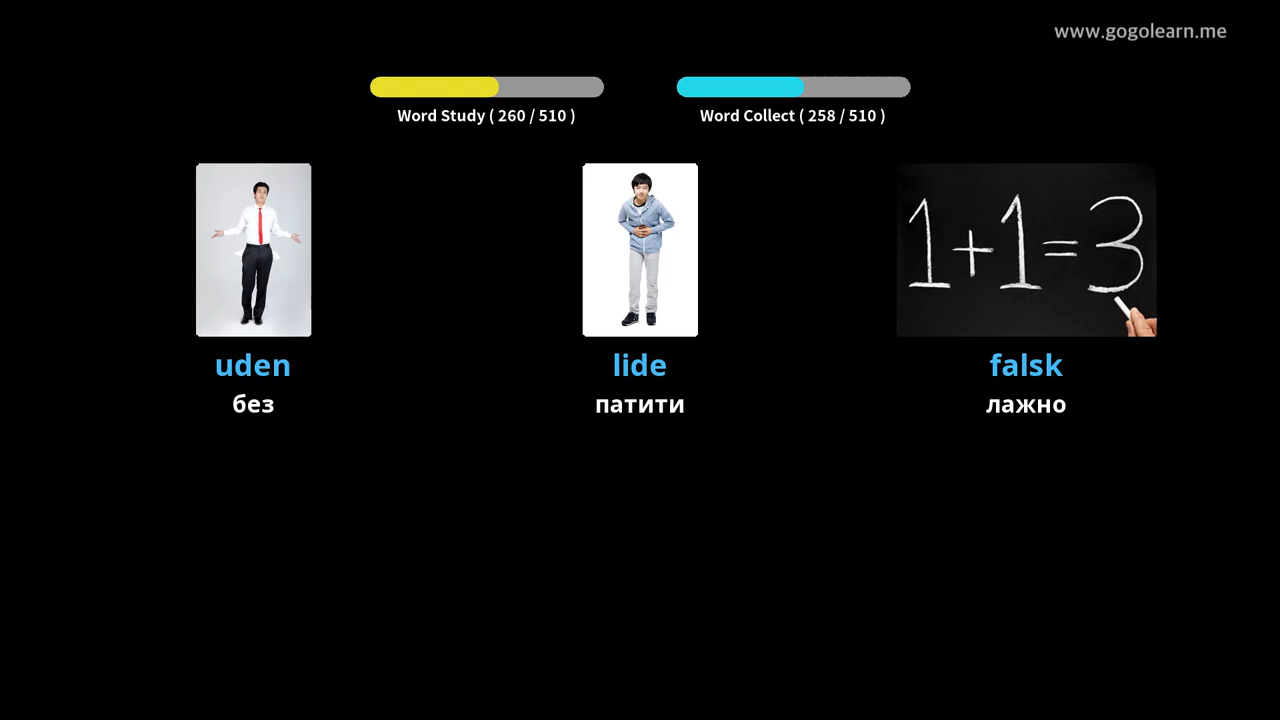 www.gogolearn.me
Word Study ( 260 / 510 )
Word Collect ( 258 / 510 )
1+1=3
uden
lide
falsk
без
патити
лажно